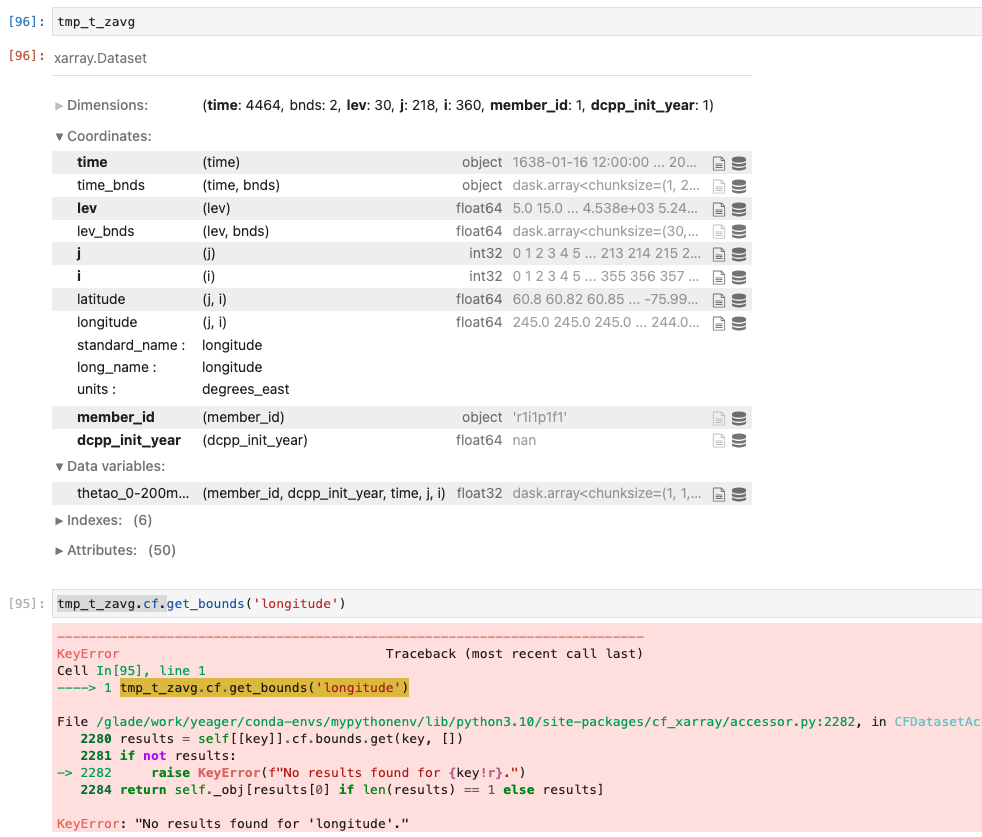 [96]: tmp_t_zavg
[96]: xarray.Dataset
► Dimensions: (time: 4464, bnds: 2, lev: 30, j: 218, i: 360, member_id: 1, dcpp_init_year: 1)
▼ Coordinates:
time (time) object 1638-01-16 12:00:00 ... 20...
time_bnds (time, bnds) object dask.array<chunksize=(1, 2...
lev (lev) float64 5.0 15.0 ... 4.538e+03 5.24...
lev_bnds (lev, bnds) float64 dask.array<chunksize=(30,...
j (j) int32 0 1 2 3 4 5 ... 213 214 215 2...
i (i) int32 0 1 2 3 4 5 ... 355 356 357 ...
latitude (j, i) float64 60.8 60.82 60.85 ... -75.99...
longitude (j, i) float64 245.0 245.0 245.0 ... 244.0...
standard_name : longitude
long_name : longitude
units : degrees_east
member_id (member_id) object 'r1i1p1f1'
dcpp_init_year (dcpp_init_year) float64 nan
▼ Data variables:
thetao_0-200m... (member_id, dcpp_init_year, time, j, i) float32 dask.array<chunksize=(1, 1,...
► Indexes: (6)
► Attributes: (50)
[95]: tmp_t_zavg.cf.get_bounds('longitude')
---------------------------------------------------------------------------
KeyError Traceback (most recent call last)
Cell In[95], line 1
----> 1 tmp_t_zavg.cf.get_bounds('longitude')
File /glade/work/yeager/conda-envs/mypythonenv/lib/python3.10/site-packages/cf_xarray/accessor.py:2282, in CFDatasetAc
2280 results = self[[key]].cf.bounds.get(key, [])
2281 if not results:
-> 2282 raise KeyError(f"No results found for {key!r}.")
2284 return self._obj[results[0] if len(results) == 1 else results]
KeyError: "No results found for 'longitude'."